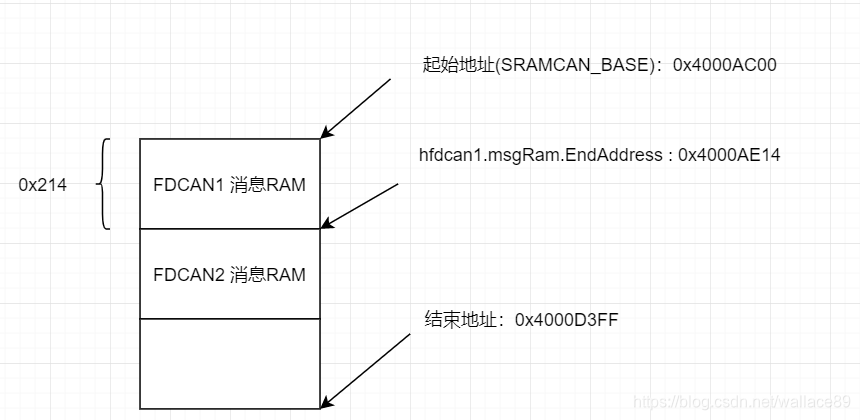 起始地址(SRAMCAN_BASE)：0x4000AC00
hfdcan1.msgRam.EndAddress : 0x4000AE14
0x214
FDCAN1 消息RAM
FDCAN2 消息RAM
结束地址：0x4000D3FF
https://blog.csdn.net/wallace89